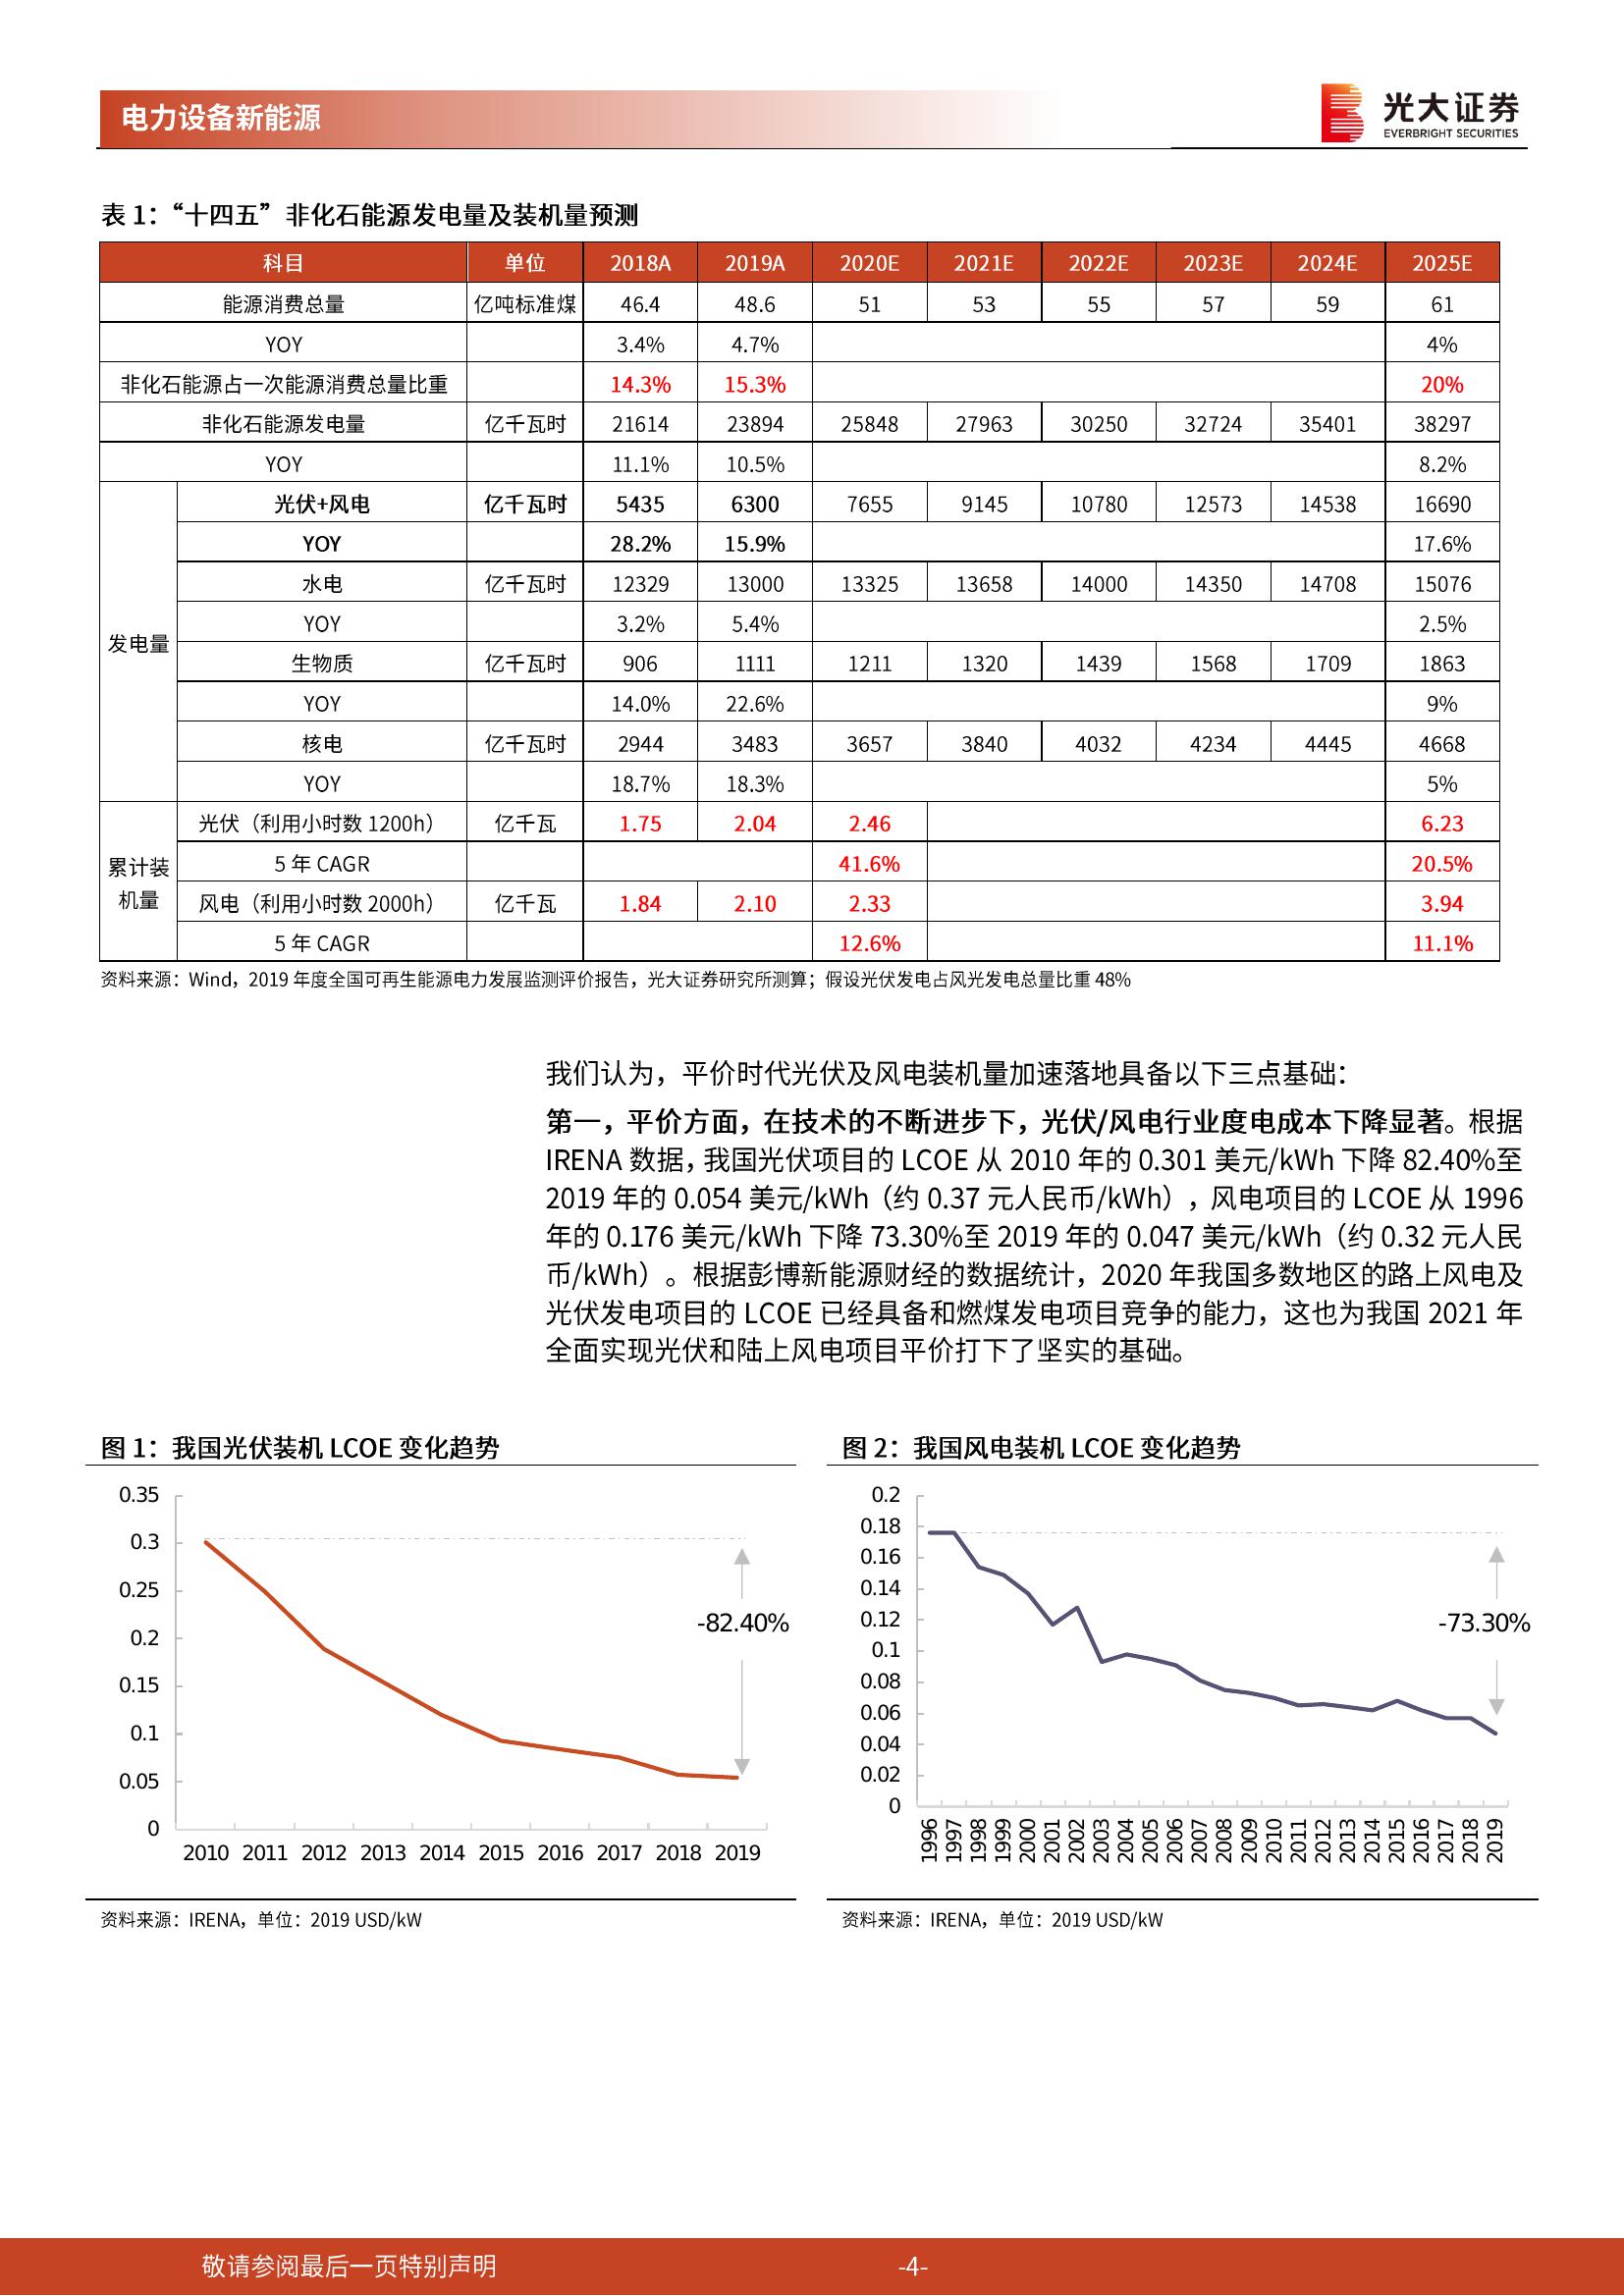 电力设备新能源
光大证券
EVERBRIGHT SECURITIES
表 1：“十四五”非化石能源发电量及装机量预测
科目 单位 2018A 2019A 2020E 2021E 2022E 2023E 2024E 2025E
能源消费总量 亿吨标准煤 46.4 48.6 51 53 55 57 59 61
YOY 3.4% 4.7% 4%
非化石能源占一次能源消费总量比重 14.3% 15.3% 20%
非化石能源发电量 亿千瓦时 21614 23894 25848 27963 30250 32724 35401 38297
YOY 11.1% 10.5% 8.2%
发电量
光伏+风电 亿千瓦时 5435 6300 7655 9145 10780 12573 14538 16690
YOY 28.2% 15.9% 17.6%
水电 亿千瓦时 12329 13000 13325 13658 14000 14350 14708 15076
YOY 3.2% 5.4% 2.5%
生物质 亿千瓦时 906 1111 1211 1320 1439 1568 1709 1863
YOY 14.0% 22.6% 9%
核电 亿千瓦时 2944 3483 3657 3840 4032 4234 4445 4668
YOY 18.7% 18.3% 5%
累计装
机量
光伏（利用小时数 1200h） 亿千瓦 1.75 2.04 2.46 6.23
5 年 CAGR 41.6% 20.5%
风电（利用小时数 2000h） 亿千瓦 1.84 2.10 2.33 3.94
5 年 CAGR 12.6% 11.1%
资料来源：Wind，2019 年度全国可再生能源电力发展监测评价报告，光大证券研究所测算；假设光伏发电占风光发电总量比重 48%
我们认为，平价时代光伏及风电装机量加速落地具备以下三点基础：
第一，平价方面，在技术的不断进步下，光伏/风电行业度电成本下降显著。根据
IRENA 数据，我国光伏项目的 LCOE 从 2010 年的 0.301 美元/kWh 下降 82.40%至
2019 年的 0.054 美元/kWh（约 0.37 元人民币/kWh），风电项目的 LCOE 从 1996
年的 0.176 美元/kWh 下降 73.30%至 2019 年的 0.047 美元/kWh（约 0.32 元人民
币/kWh）。根据彭博新能源财经的数据统计，2020 年我国多数地区的路上风电及
光伏发电项目的 LCOE 已经具备和燃煤发电项目竞争的能力，这也为我国 2021 年
全面实现光伏和陆上风电项目平价打下了坚实的基础。
图 1：我国光伏装机 LCOE 变化趋势
0.35
0.3
0.25
0.2
0.15
0.1
0.05
0
-82.40%
2010 2011 2012 2013 2014 2015 2016 2017 2018 2019
资料来源：IRENA，单位：2019 USD/kW
图 2：我国风电装机 LCOE 变化趋势
0.2
0.18
0.16
0.14
0.12
0.1
0.08
0.06
0.04
0.02
0
-73.30%
1996 1997 1998 1999 2000 2001 2002 2003 2004 2005 2006 2007 2008 2009 2010 2011 2012 2013 2014 2015 2016 2017 2018 2019
资料来源：IRENA，单位：2019 USD/kW
敬请参阅最后一页特别声明 -4-